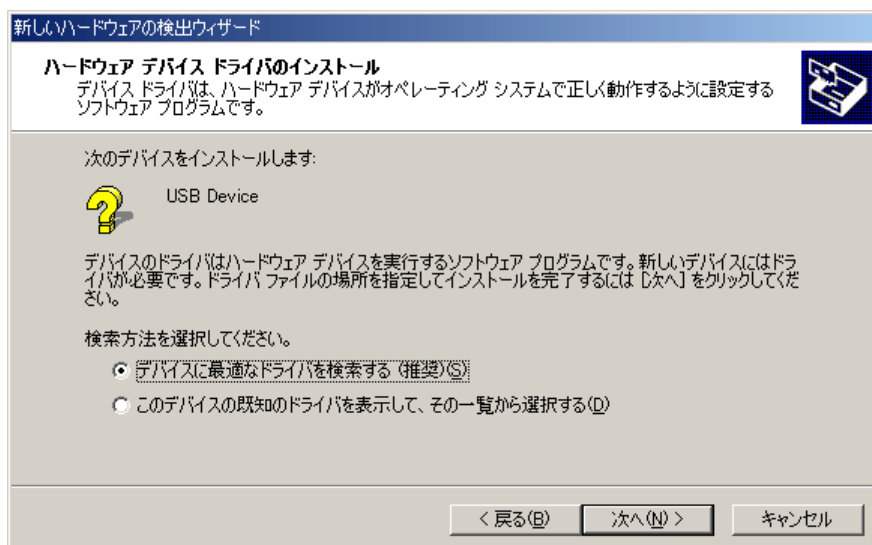 新しいハードウェアの検出ウィザード
ハードウェア デバイス ドライバのインストール
デバイス ドライバは、ハードウェア デバイスがオペレーティング システムで正しく動作するように設定する
ソフトウェア プログラムです。
次のデバイスをインストールします:
USB Device
デバイスのドライバはハードウェア デバイスを実行するソフトウェア プログラムです。新しいデバイスにはドラ
イバが必要です。ドライバ ファイルの場所を指定してインストールを完了するには [次へ] をクリックしてくだ
さい。
検索方法を選択してください。
デバイスに最適なドライバを検索する (推奨)(S)
このデバイスの既知のドライバを表示して、その一覧から選択する(D)
< 戻る(B) 次へ(N) > キャンセル